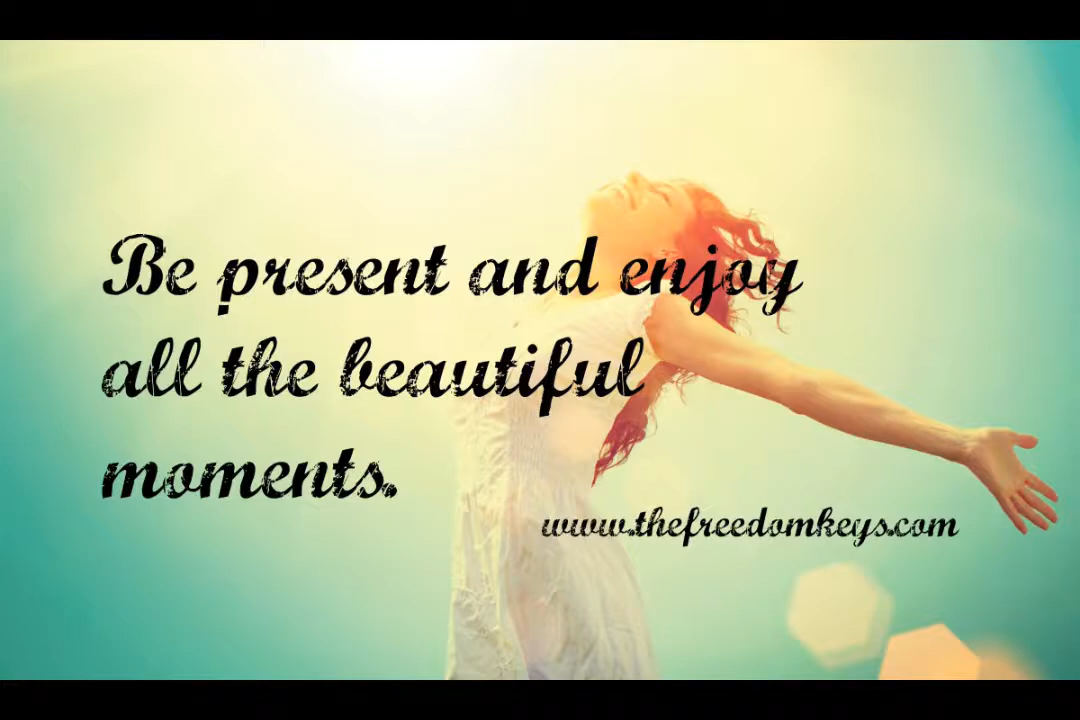 Be present and enjoy
all the beautiful
moments.
www.thefreedomkeys.com